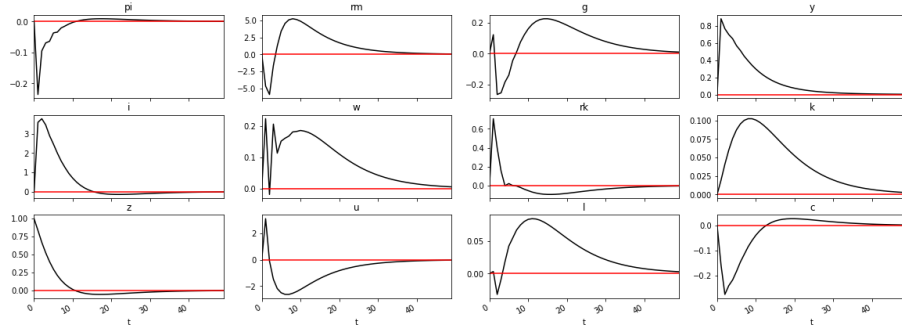 pi rm g y
0.0 −0.1 −0.2
5.0 2.5 0.0 −2.5 −5.0
0.2 0.0 −0.2
0.8 0.6 0.4 0.2 0.0
i w rk k
3 2 1 0
0.2 0.1 0.0
0.6 0.4 0.2 0.0
0.100 0.075 0.050 0.025 0.000
z u l c
1.00 0.75 0.50 0.25 0.00
2 0 −2
0.05 0.00
0.0 −0.1 −0.2
0 10 20 30 40
0 10 20 30 40
0 10 20 30 40
0 10 20 30 40
t t t t